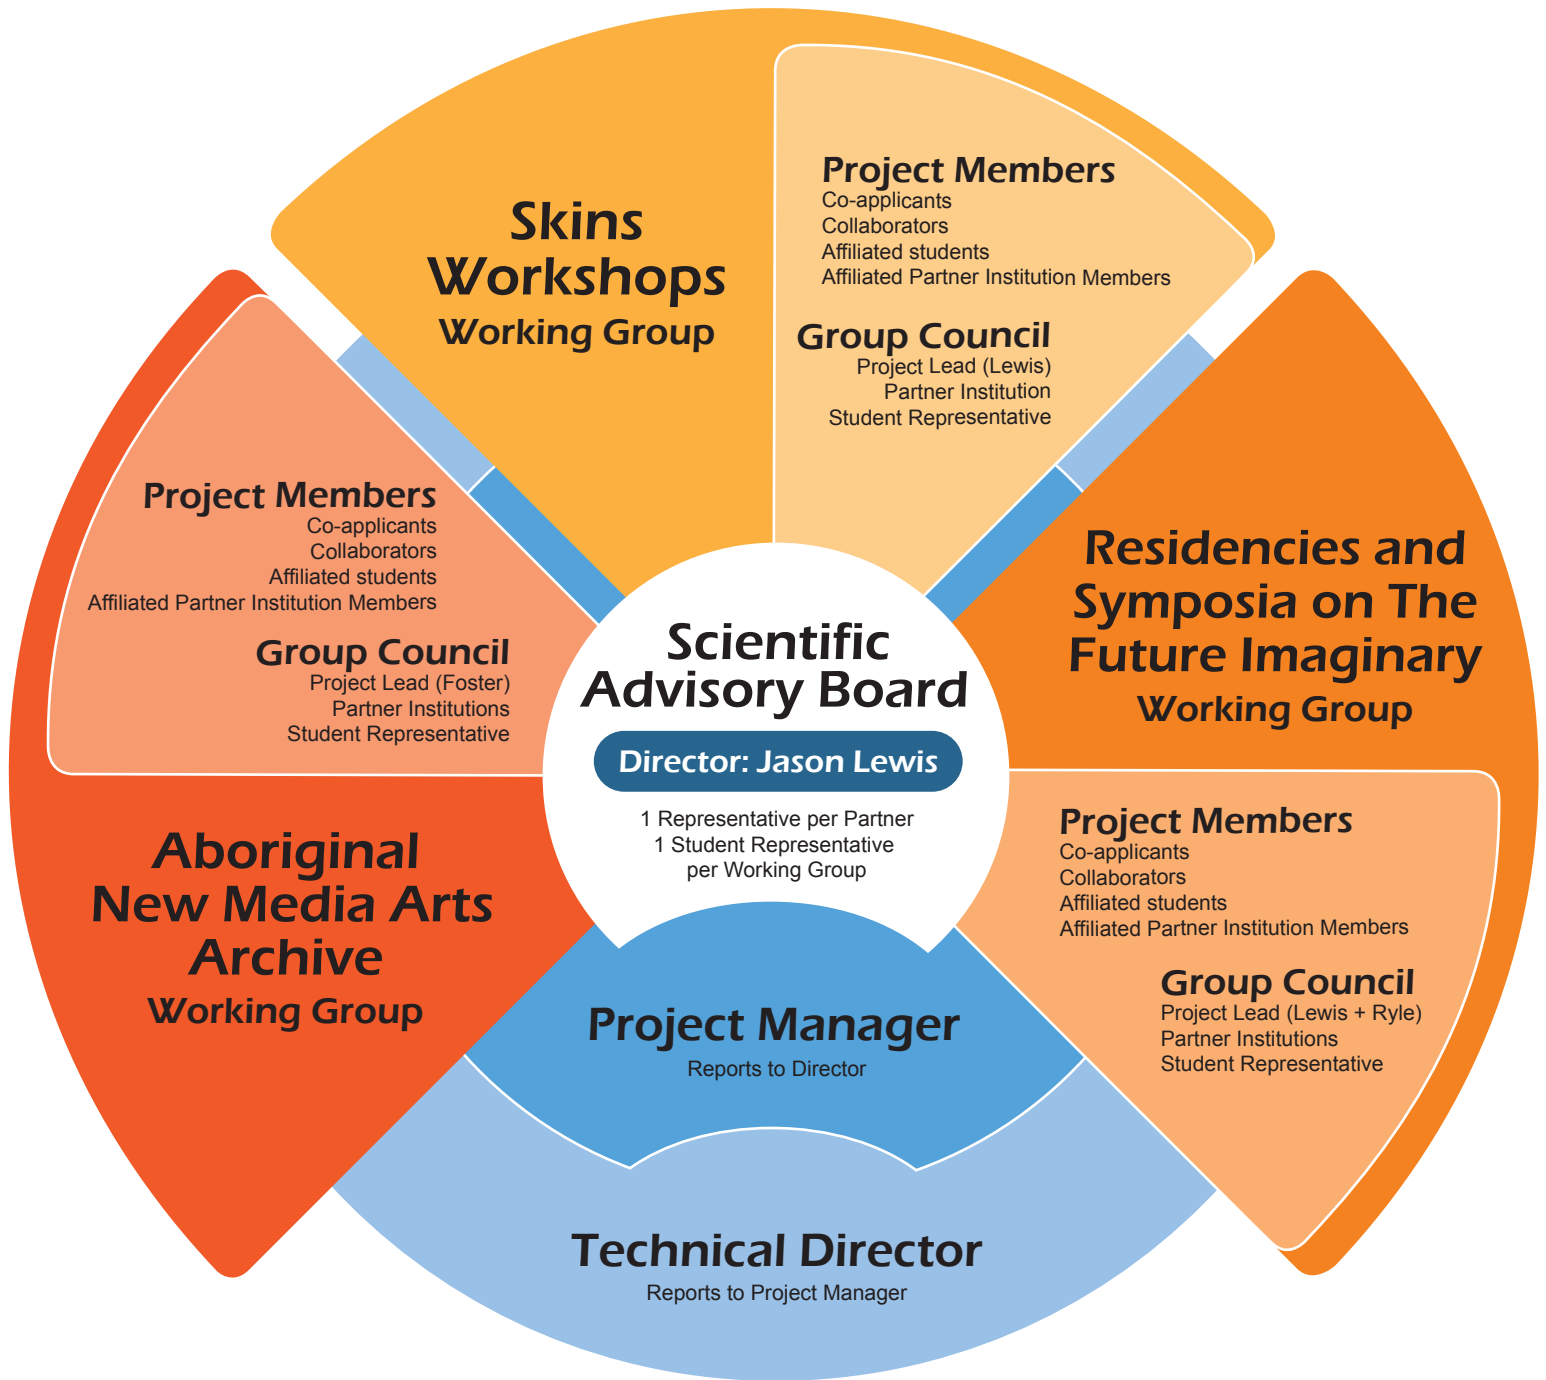 Skins
Workshops
Working Group
Project Members
Co-applicants
Collaborators
Affiliated students
Affiliated Partner Institution Members
Group Council
Project Lead (Lewis)
Partner Institution
Student Representative
Project Members
Co-applicants
Collaborators
Affiliated students
Affiliated Partner Institution Members
Group Council
Project Lead (Foster)
Partner Institutions
Student Representative
Aboriginal
New Media Arts
Archive
Working Group
Scientific
Advisory Board
Director: Jason Lewis
1 Representative per Partner
1 Student Representative
per Working Group
Residencies and
Symposia on The
Future Imaginary
Working Group
Project Members
Co-applicants
Collaborators
Affiliated students
Affiliated Partner Institution Members
Group Council
Project Lead (Lewis + Ryle)
Partner Institutions
Student Representative
Project Manager
Reports to Director
Technical Director
Reports to Project Manager